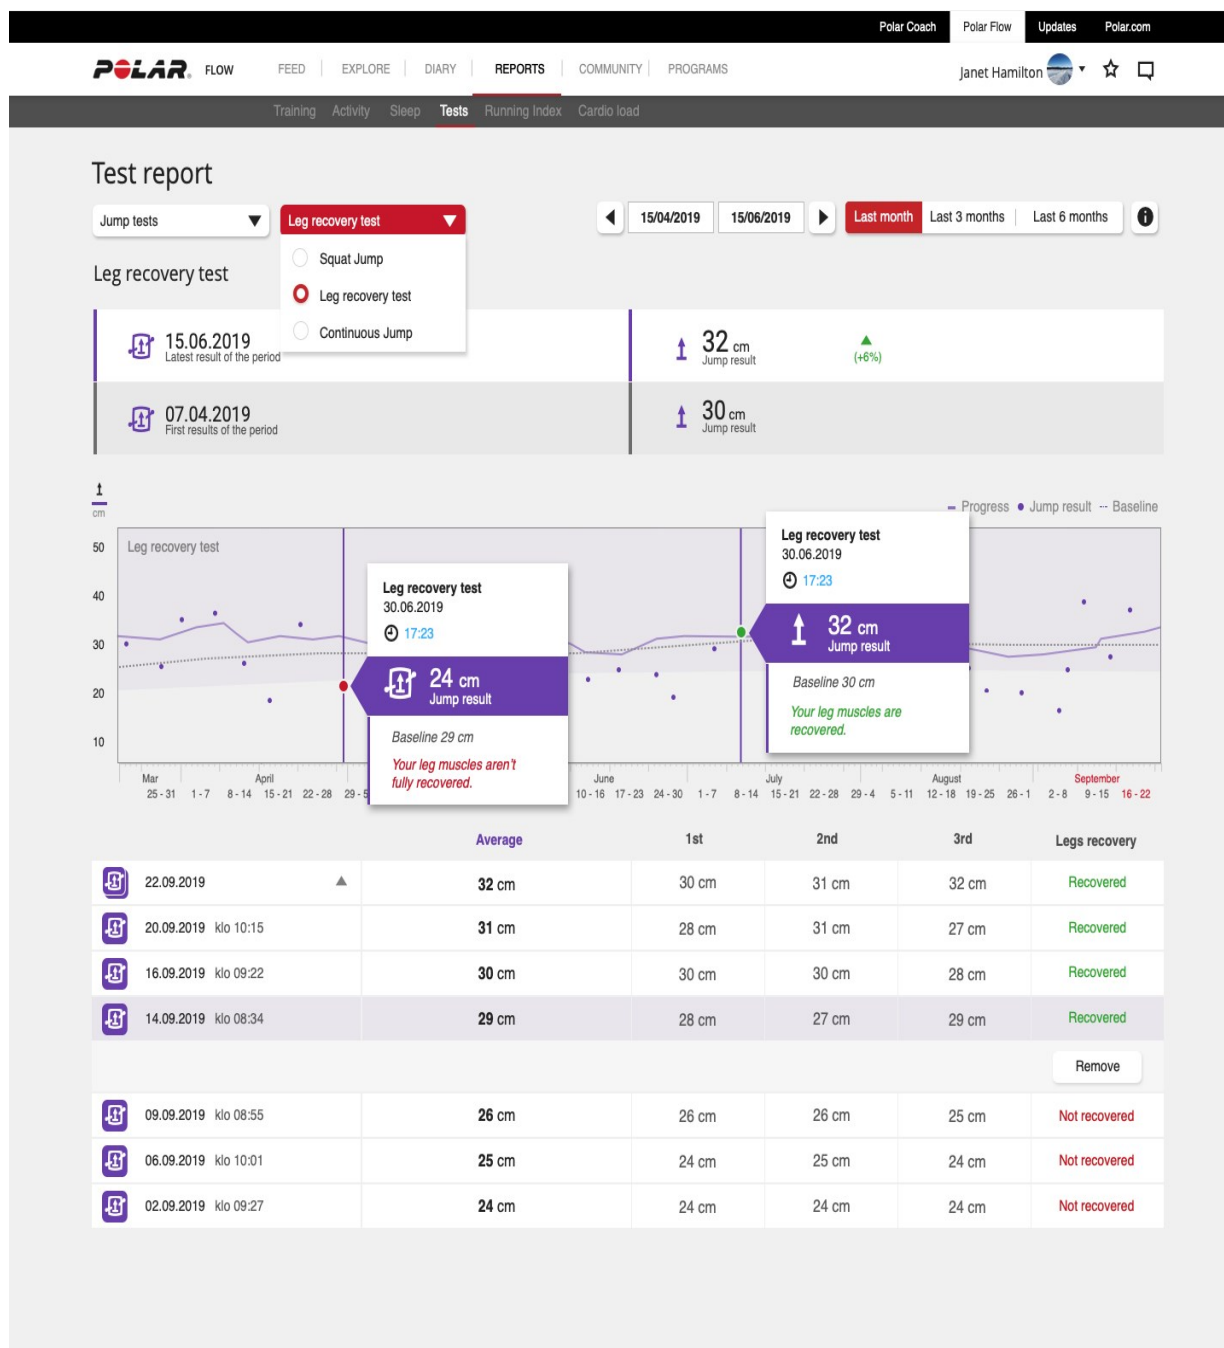 Polar Coach Polar Flow Updates Polar.com
POLAR. FLOW FEED EXPLORE DIARY REPORTS COMMUNITY PROGRAMS Janet Hamilton
Training Activity Sleep Tests Running Index Cardio load
Test report
Jump tests Leg recovery test 15/04/2019 15/06/2019 Last month Last 3 months Last 6 months
Squat Jump
Leg recovery test
Leg recovery test
Continuous Jump
15.06.2019
Latest result of the period
32 cm
Jump result
(+6%)
07.04.2019
First results of the period
30 cm
Jump result
cm
Progress Jump result Baseline
Leg recovery test
50
40
30
20
10
Leg recovery test
30.06.2019
17:23
24 cm
Jump result
Baseline 29 cm
Your leg muscles aren't
fully recovered.
Leg recovery test
30.06.2019
17:23
32 cm
Jump result
Baseline 30 cm
Your leg muscles are
recovered.
Mar April June July August September
25 - 31 1 - 7 8 - 14 15 - 21 22 - 28 29 - 5 10 - 16 17 - 23 24 - 30 1 - 7 8 - 14 15 - 21 22 - 28 29 - 4 5 - 11 12 - 18 19 - 25 26 - 1 2 - 8 9 - 15 16 - 22
Average 1st 2nd 3rd Legs recovery
22.09.2019 32 cm 30 cm 31 cm 32 cm Recovered
20.09.2019 klo 10:15 31 cm 28 cm 31 cm 27 cm Recovered
16.09.2019 klo 09:22 30 cm 30 cm 30 cm 28 cm Recovered
14.09.2019 klo 08:34 29 cm 28 cm 27 cm 29 cm Recovered
Remove
09.09.2019 klo 08:55 26 cm 26 cm 26 cm 25 cm Not recovered
06.09.2019 klo 10:01 25 cm 24 cm 25 cm 24 cm Not recovered
02.09.2019 klo 09:27 24 cm 24 cm 24 cm 24 cm Not recovered